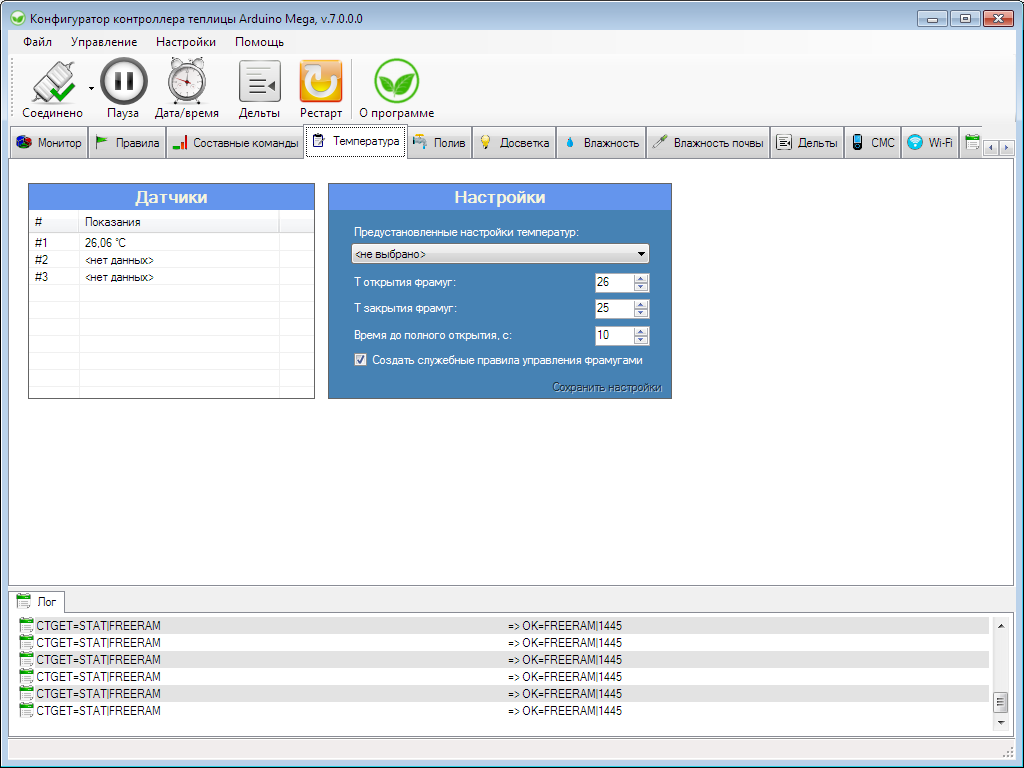 Конфигуратор контроллера теплицы Arduino Mega, v.7.0.0.0
Файл Управление Настройки Помощь
Соединено Пауза Дата/время Дельты Рестарт О программе
Монитор Правила Составные команды Температура Полив Досветка Влажность Влажность почвы Дельты СМС Wi-Fi
Датчики
# Показания
#1 26,06 °C
#2 <нет данных>
#3 <нет данных>
Настройки
Предустановленные настройки температур:
<не выбрано>
Т открытия фрамуг: 26
Т закрытия фрамуг: 25
Время до полного открытия, с: 10
Создать служебные правила управления фрамугами
Сохранить настройки
Лог
CTGET=STAT|FREERAM => OK=FREERAM|1445
CTGET=STAT|FREERAM => OK=FREERAM|1445
CTGET=STAT|FREERAM => OK=FREERAM|1445
CTGET=STAT|FREERAM => OK=FREERAM|1445
CTGET=STAT|FREERAM => OK=FREERAM|1445
CTGET=STAT|FREERAM => OK=FREERAM|1445